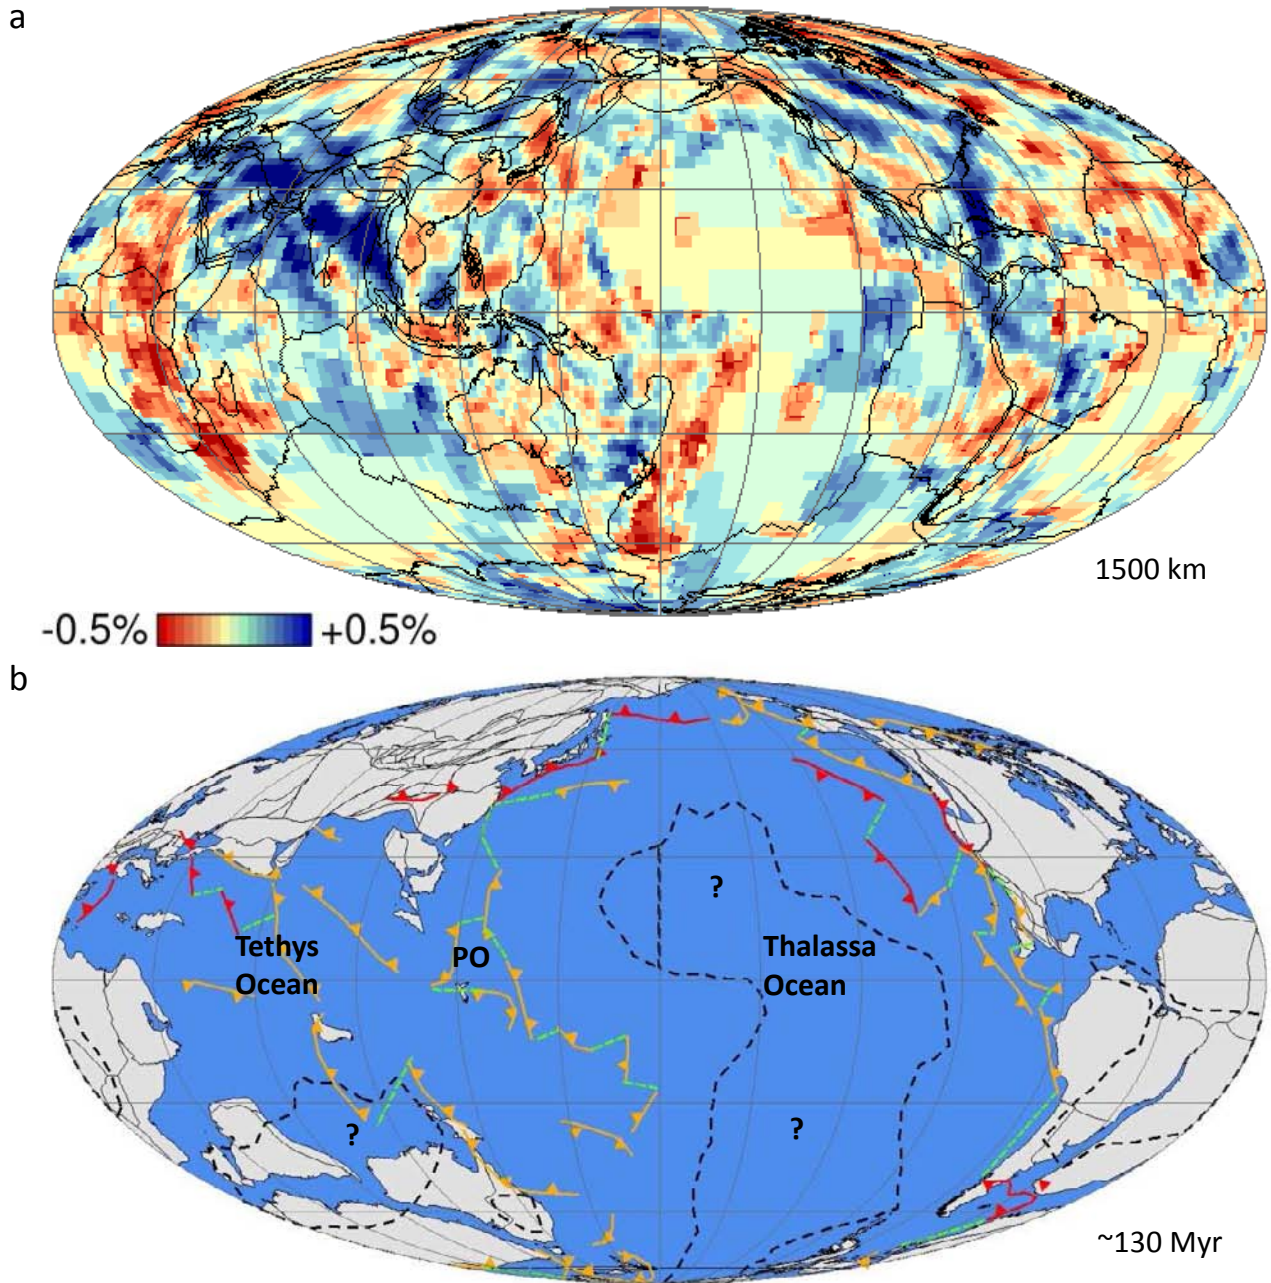 a
1500 km
-0.5% +0.5%
b
?
Tethys
Ocean
PO
Thalassa
Ocean
?
?
~130 Myr